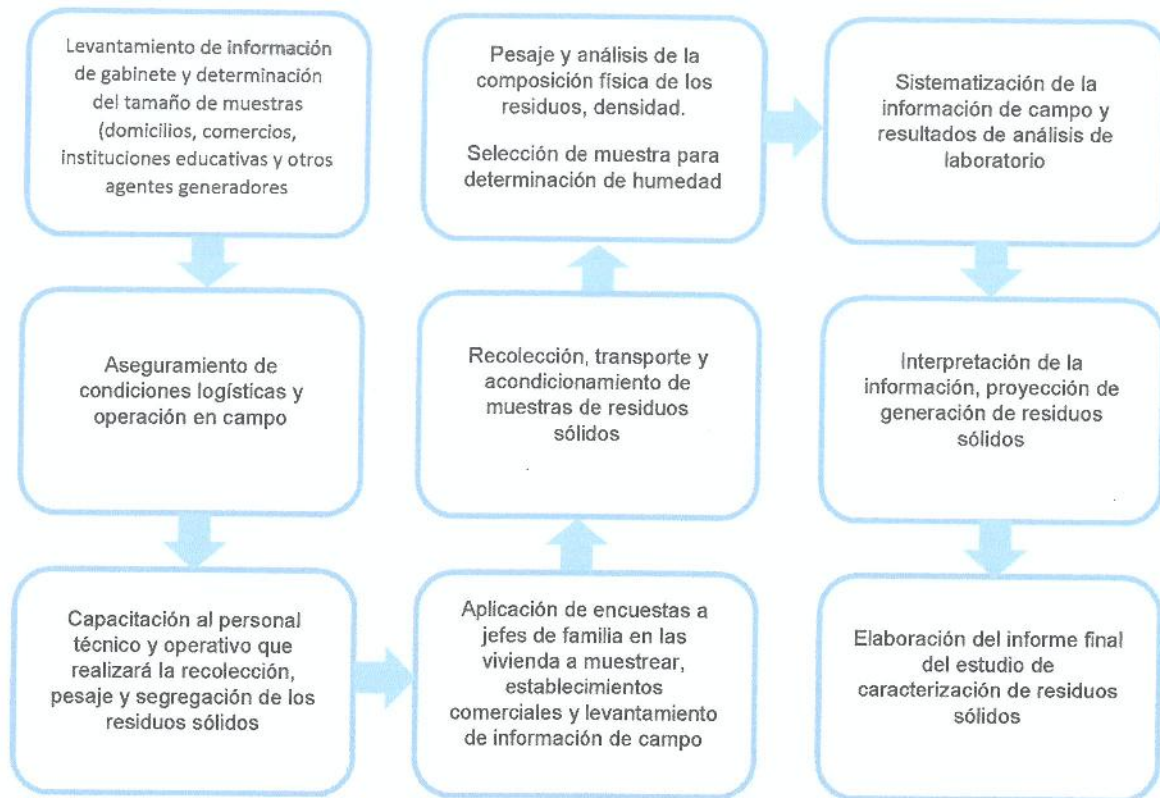 Levantamiento de información
de gabinete y determinación
del tamaño de muestras
(domicilios, comercios,
instituciones educativas y otros
agentes generadores
Aseguramiento de
condiciones logísticas y
operación en campo
Capacitación al personal
técnico y operativo que
realizará la recolección,
pesaje y segregación de los
residuos sólidos
Aplicación de encuestas a
jefes de familia en las
vivienda a muestrear,
establecimientos
comerciales y levantamiento
de información de campo
Recolección, transporte y
acondicionamiento de
muestras de residuos
sólidos
Pesaje y análisis de la
composición física de los
residuos, densidad.
Selección de muestra para
determinación de humedad
Sistematización de la
información de campo y
resultados de análisis de
laboratorio
Interpretación de la
información, proyección de
generación de residuos
sólidos
Elaboración del informe final
del estudio de
caracterización de residuos
sólidos